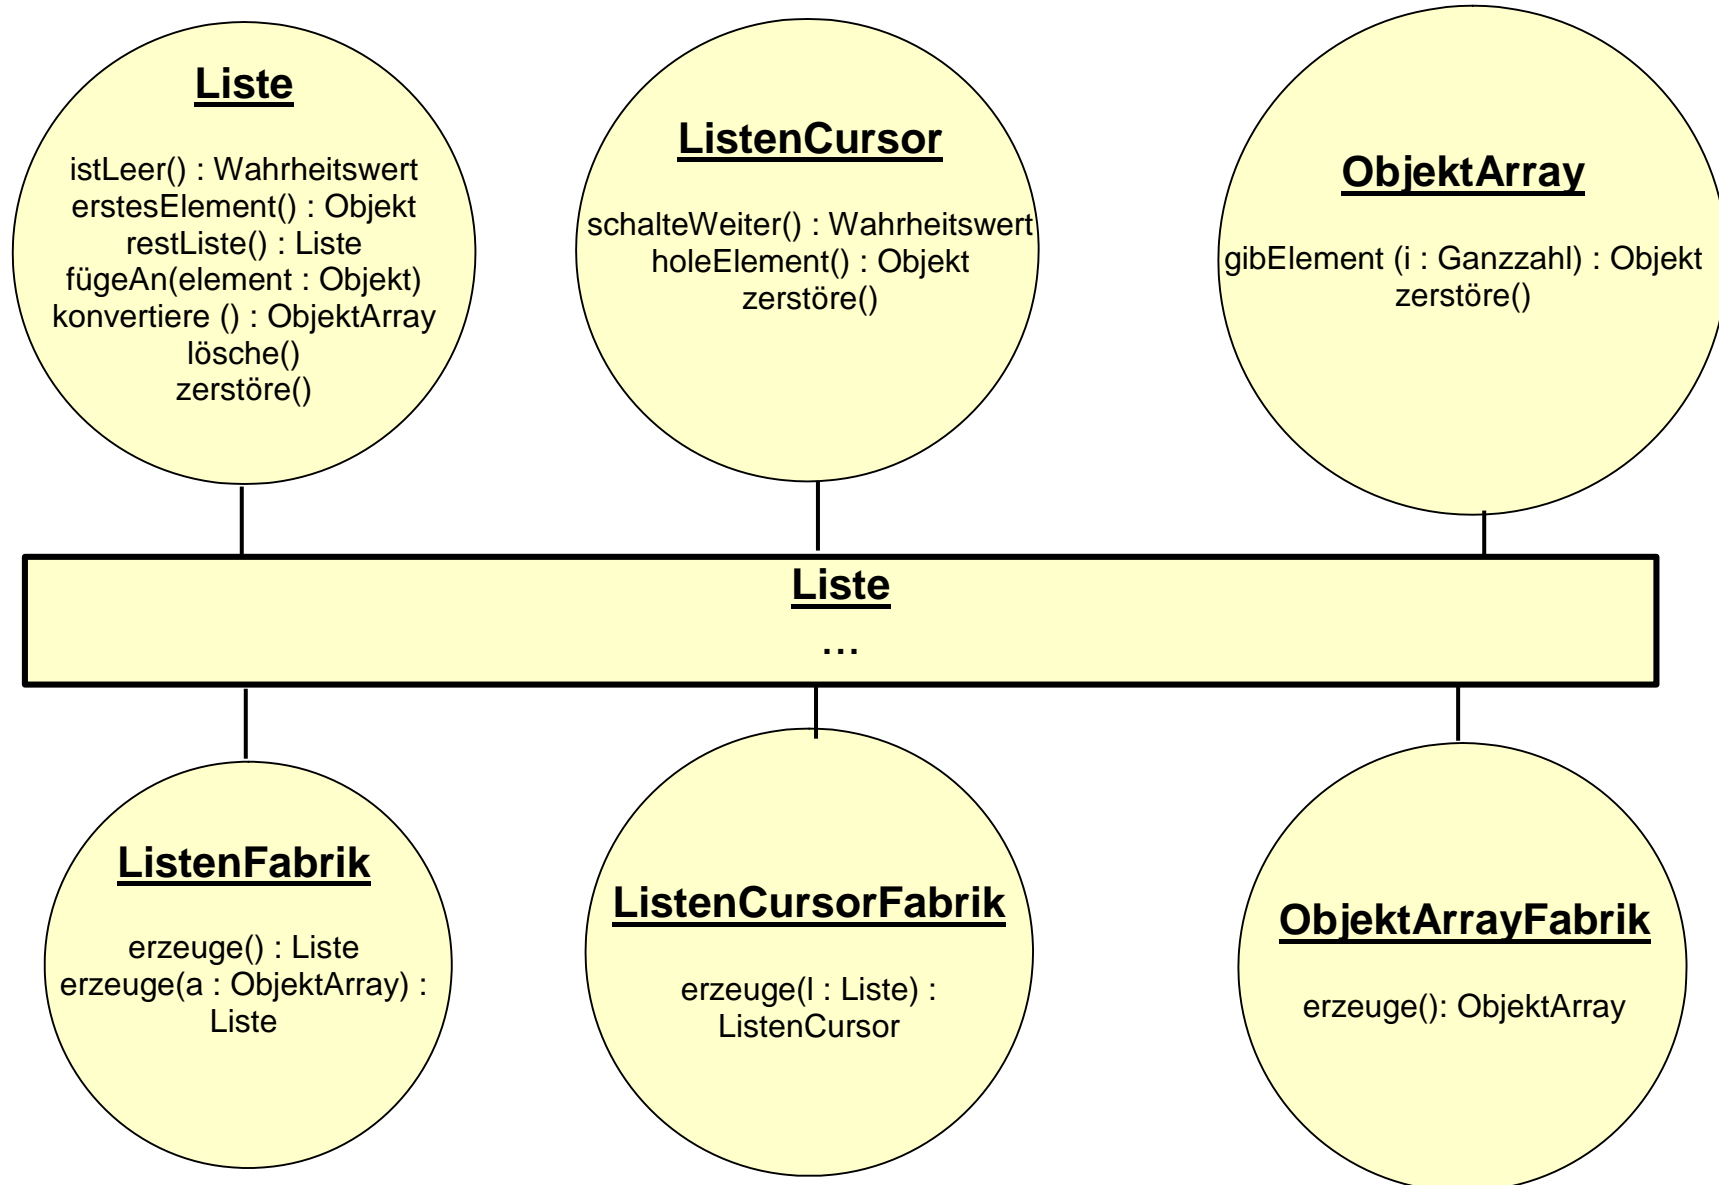 Liste
istLeer() : Wahrheitswert
erstesElement() : Objekt
restListe() : Liste
fügeAn(element : Objekt)
konvertiere () : ObjektArray
lösche()
zerstöre()
ListenCursor
schalteWeiter() : Wahrheitswert
holeElement() : Objekt
zerstöre()
ObjektArray
gibElement (i : Ganzzahl) : Objekt
zerstöre()
Liste
...
ListenFabrik
erzeuge() : Liste
erzeuge(a : ObjektArray) :
Liste
ListenCursorFabrik
erzeuge(l : Liste) :
ListenCursor
ObjektArrayFabrik
erzeuge(): ObjektArray